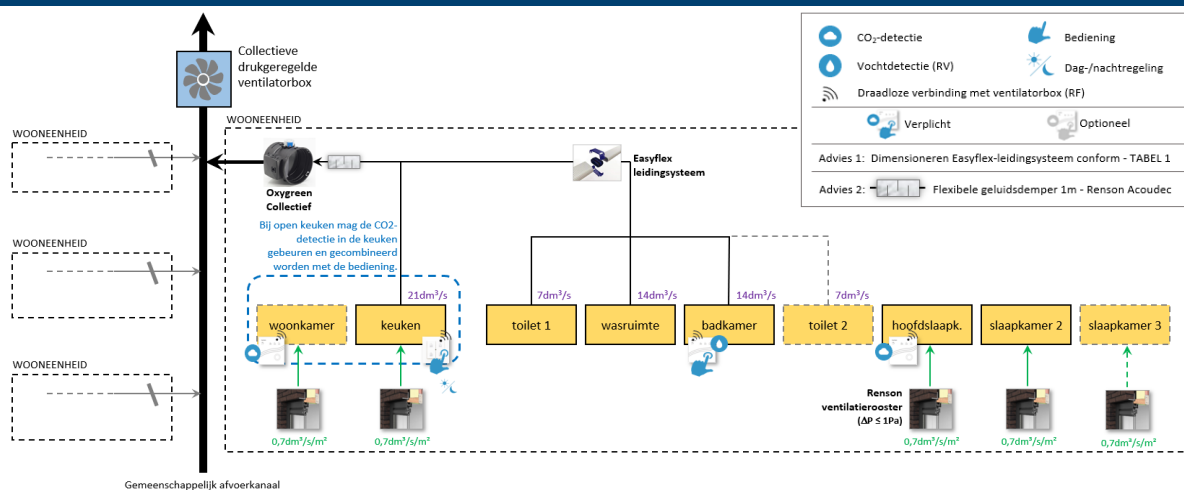 Collectieve
drukgeregelde
ventilatorbox
CO₂-detectie
Bediening
Vochtdetectie (RV)
Dag-/nachtregeling
Draadloze verbinding met ventilatorbox (RF)
Verplicht
Optioneel
Advies 1: Dimensioneren Easyflex-leidingsysteem conform - TABEL 1
Advies 2:
Flexibele geluidsdemper 1m - Renson Acoudec
WOONEENHEID
WOONEENHEID
WOONEENHEID
WOONEENHEID
Oxygreen
Collectief
Easyflex
leidingsysteem
Bij open keuken mag de CO2-
detectie in de keuken
gebeuren en gecombineerd
worden met de bediening.
21dm³/s
7dm³/s
14dm³/s
14dm³/s
7dm³/s
woonkamer
keuken
toilet 1
wasruimte
badkamer
toilet 2
hoofdslaapk.
slaapkamer 2
slaapkamer 3
Renson
ventilatierooster
(ΔP ≤ 1Pa)
0,7dm³/s/m²
0,7dm³/s/m²
0,7dm³/s/m²
0,7dm³/s/m²
0,7dm³/s/m²
Gemeenschappelijk afvoerkanaal